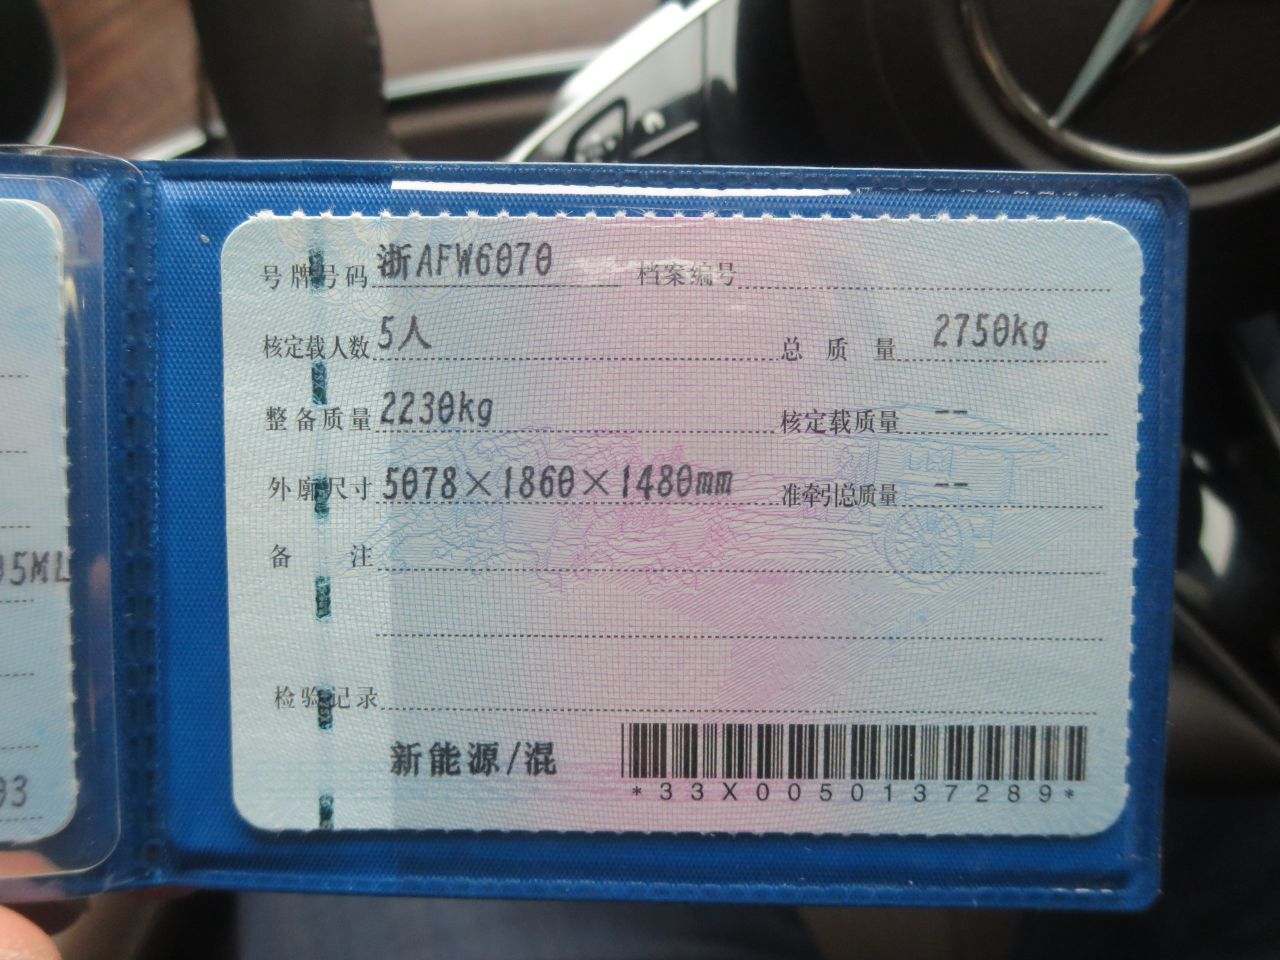 号牌号码 浙AFW6070 档案编号
核定载人数 5人 总质量 2750kg
整备质量 2230kg 核定载质量 --
外廓尺寸 5078×1860×1480mm 准牵引总质量 --
备注
检验记录
新能源/混
*33X0050137289*
05ML
93